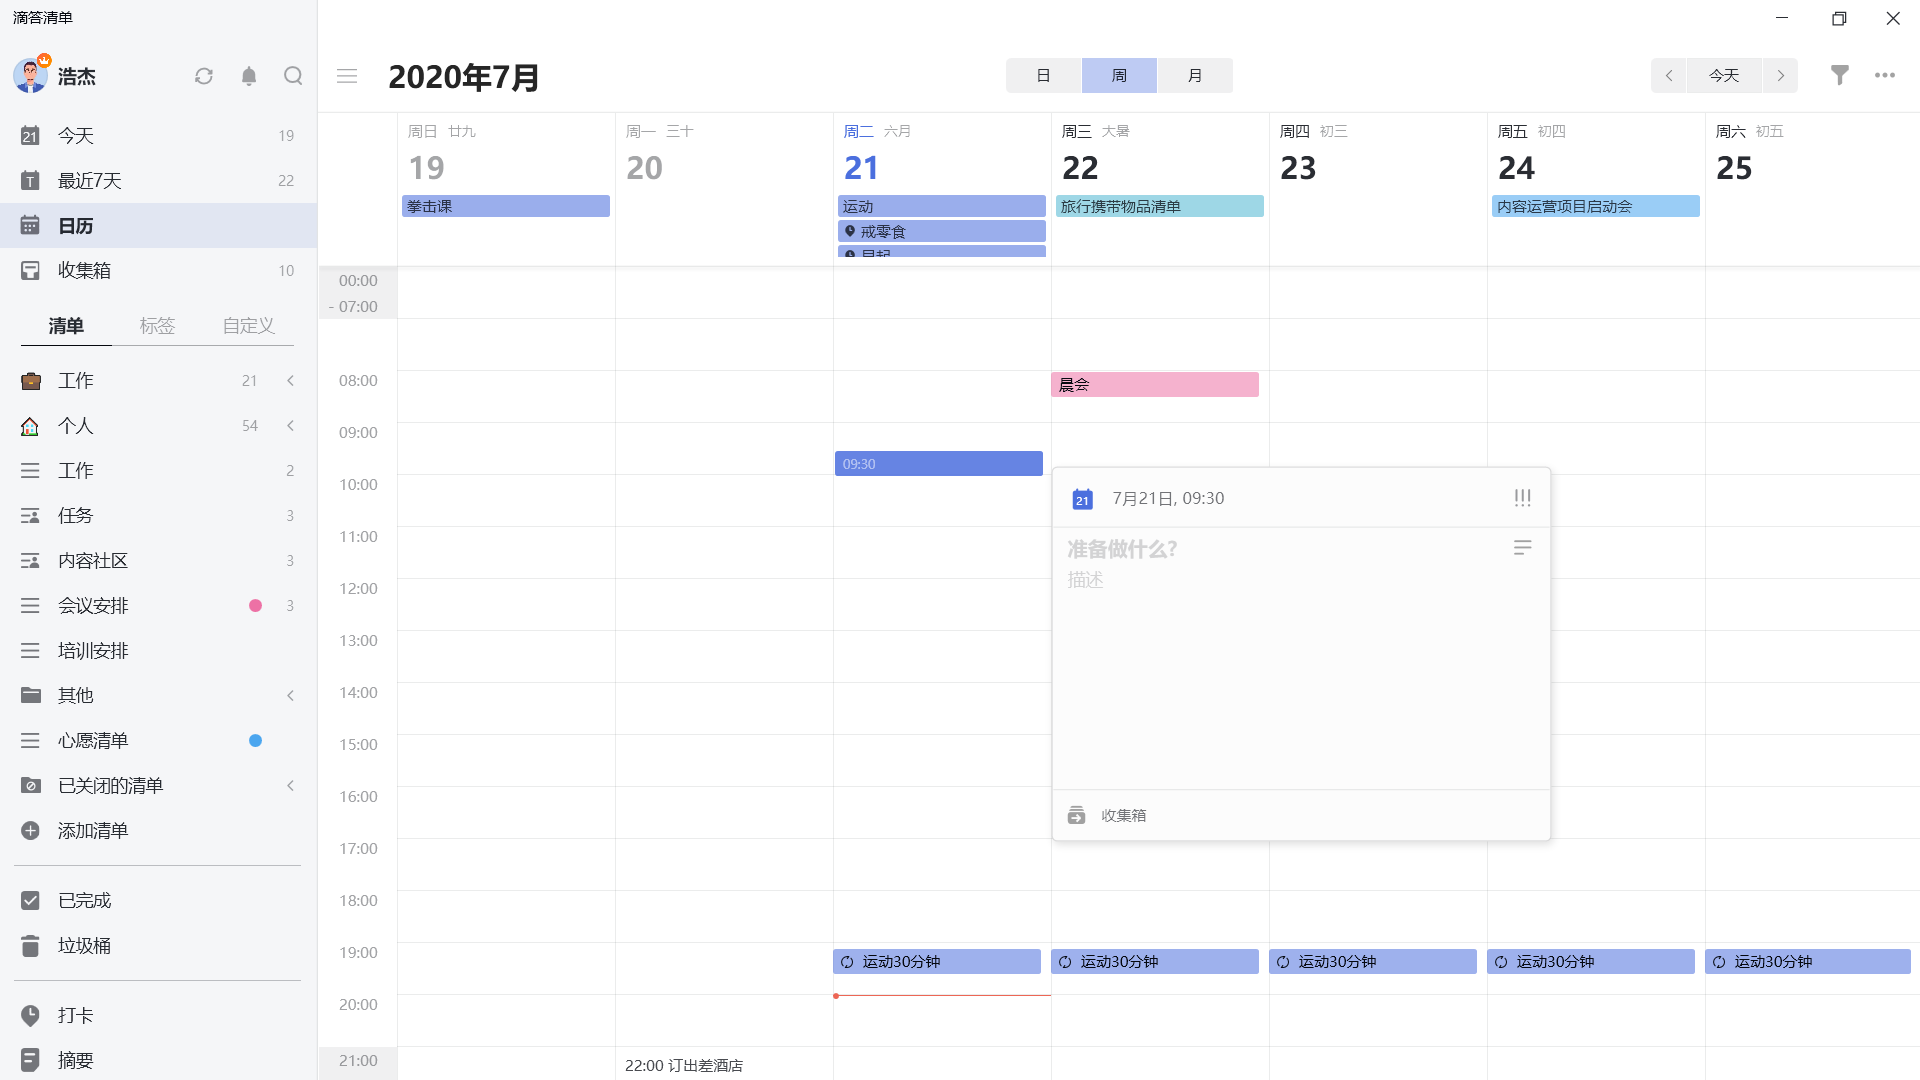 滴答清单
浩杰
21 今天 19
T 最近7天 22
日历
收集箱 10
清单 标签 自定义
工作 21
个人 54
工作 2
任务 3
内容社区 3
会议安排 3
培训安排
其他
心愿清单
已关闭的清单
添加清单
已完成
垃圾桶
打卡
摘要
2020年7月
日 周 月
今天
周日 廿九 周一 三十 周二 六月 周三 大暑 周四 初三 周五 初四 周六 初五
19 20 21 22 23 24 25
拳击课 运动 旅行携带物品清单 内容运营项目启动会
戒零食
早起
00:00
- 07:00
08:00 晨会
09:00
09:30
10:00
21 7月21日, 09:30
11:00
准备做什么?
描述
12:00
13:00
14:00
15:00
16:00
收集箱
17:00
18:00
19:00 运动30分钟 运动30分钟 运动30分钟 运动30分钟 运动30分钟
20:00
21:00
22:00 订出差酒店